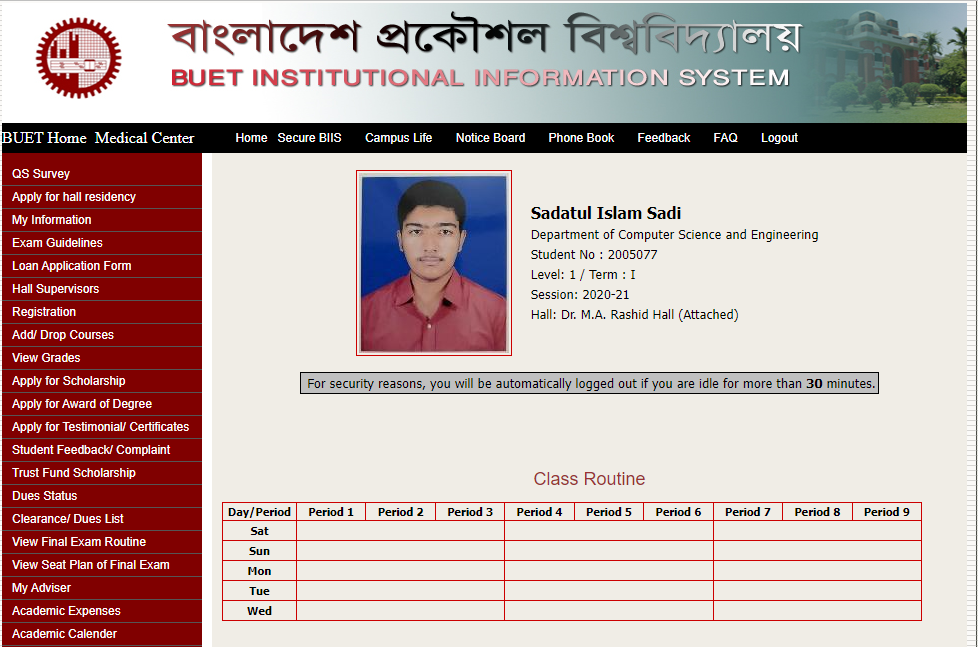 বাংলাদেশ প্রকৌশল বিশ্ববিদ্যালয়
BUET INSTITUTIONAL INFORMATION SYSTEM
BUET Home Medical Center Home Secure BIIS Campus Life Notice Board Phone Book Feedback FAQ Logout
QS Survey
Apply for hall residency
My Information
Exam Guidelines
Loan Application Form
Hall Supervisors
Registration
Add/ Drop Courses
View Grades
Apply for Scholarship
Apply for Award of Degree
Apply for Testimonial/ Certificates
Student Feedback/ Complaint
Trust Fund Scholarship
Dues Status
Clearance/ Dues List
View Final Exam Routine
View Seat Plan of Final Exam
My Adviser
Academic Expenses
Academic Calender
Sadatul Islam Sadi
Department of Computer Science and Engineering
Student No : 2005077
Level: 1 / Term : I
Session: 2020-21
Hall: Dr. M.A. Rashid Hall (Attached)
For security reasons, you will be automatically logged out if you are idle for more than 30 minutes.
Class Routine
Day/Period Period 1 Period 2 Period 3 Period 4 Period 5 Period 6 Period 7 Period 8 Period 9
Sat
Sun
Mon
Tue
Wed